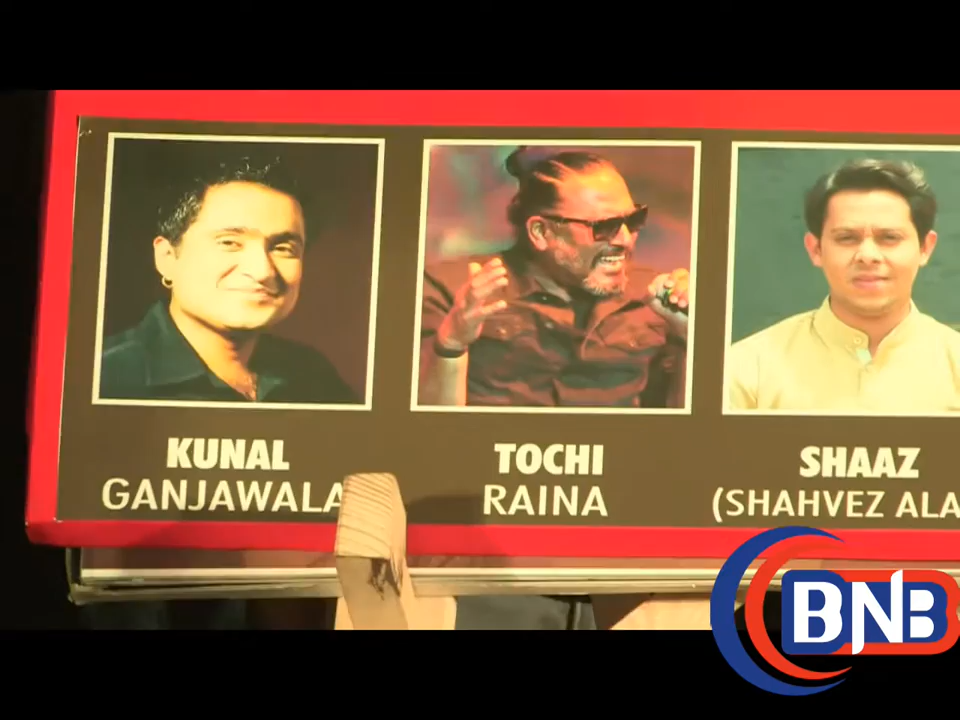 KUNAL
GANJAWALA
TOCHI
RAINA
SHAAZ
(SHAHVEZ ALA
BNB